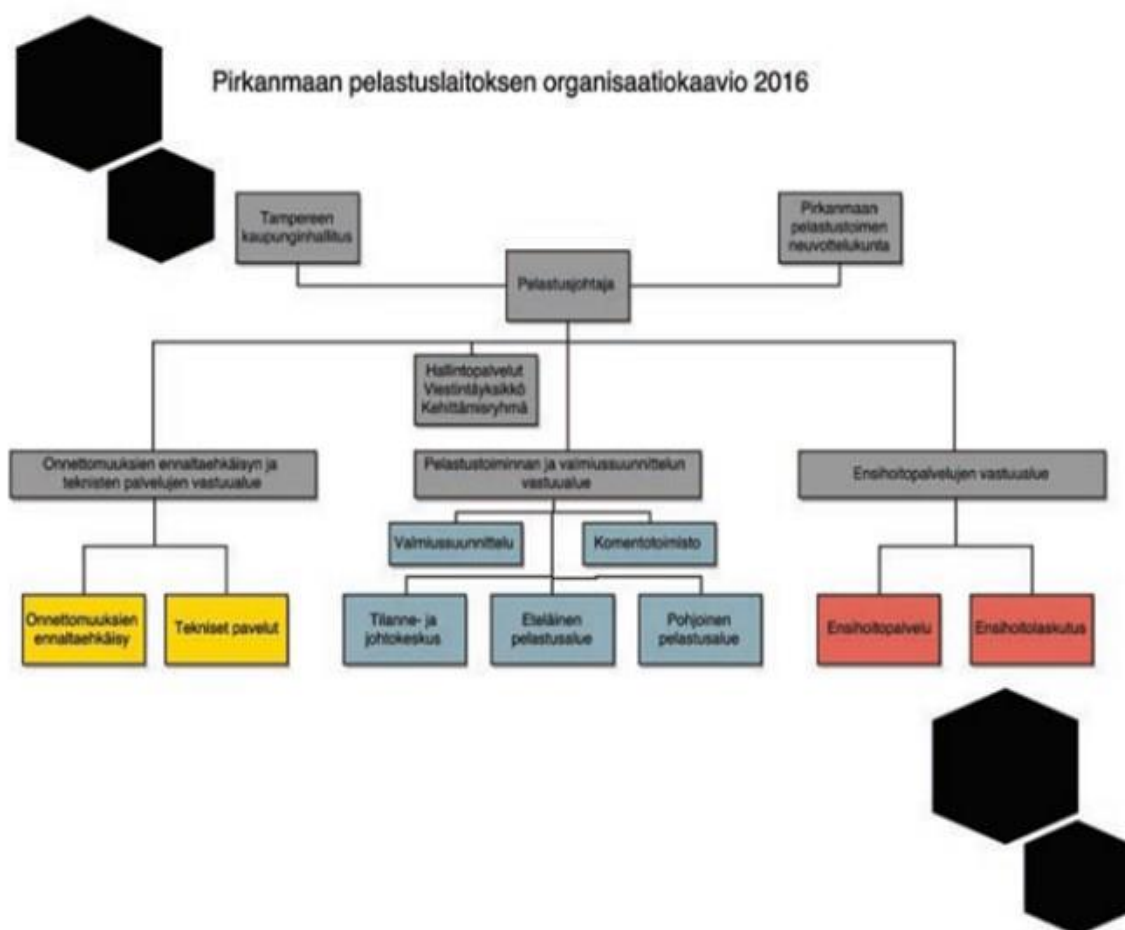 Pirkanmaan pelastuslaitoksen organisaatiokaavio 2016
Tampereen
kaupunginhallitus
Pirkanmaan
pelastustoimen
neuvottelukunta
Pelastusjohtaja
Hallintopalvelut
Viestintäyksikkö
Kehittämisryhmä
Onnettomuuksien ennaltaehkäisyn ja
teknisten palvelujen vastuualue
Pelastustoiminnan ja valmiussuunnittelun
vastuualue
Ensihoitopalvelujen vastuualue
Valmiussuunnittelu
Komentotoimisto
Onnettomuuksien
ennaltaehkäisy
Tekniset pavelut
Tilanne- ja
johtokeskus
Eteläinen
pelastusalue
Pohjoinen
pelastusalue
Ensihoitopalvelu
Ensihoitolaskutus